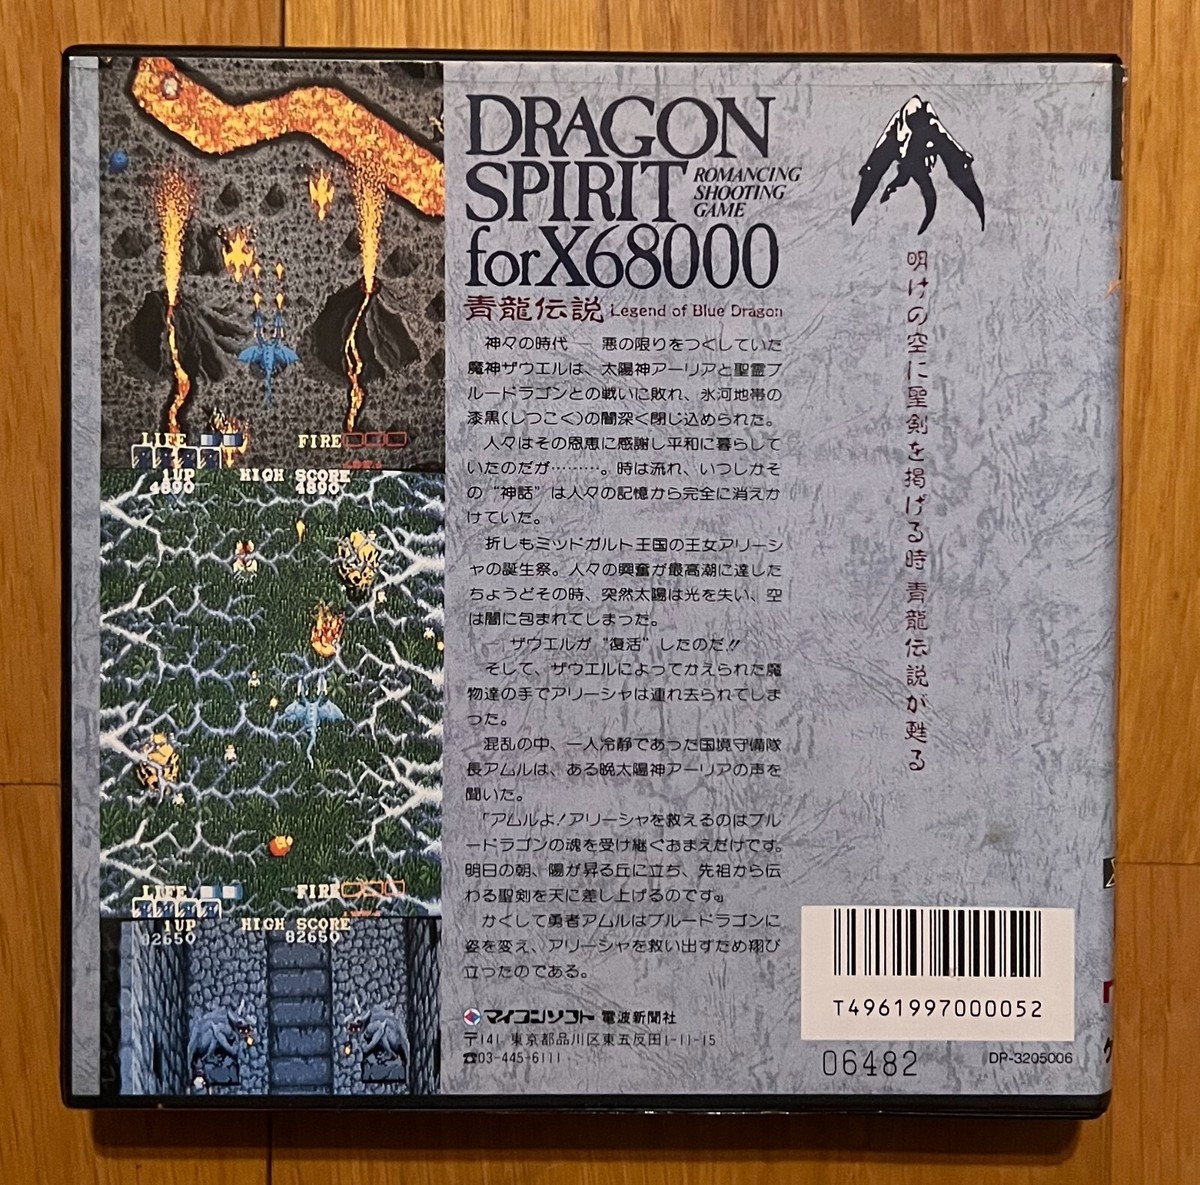 DRAGON
SPIRIT
ROMANCING
SHOOTING
GAME
for X68000
青龍伝説 Legend of Blue Dragon
神々の時代 ― 悪の限りをつくしていた
魔神ザウエルは、太陽神アーリアと聖霊ブ
ルードラゴンとの戦いに敗れ、氷河地帯の
漆黒(しつこく)の闇深く閉じ込められた。
人々はその恩恵に感謝し平和に暮らして
いたのだが………。時は流れ、いつしかそ
の“神話”は人々の記憶から完全に消えか
けていた。
折しもミッドガルト王国の王女アリーシ
ャの誕生祭。人々の興奮が最高潮に達した
ちょうどその時、突然太陽は光を失い、空
は闇に包まれてしまった。
― ザウエルが“復活”したのだ!!
そして、ザウエルによってかえられた魔
物達の手でアリーシャは連れ去られてしま
った。
混乱の中、一人冷静であった国境守備隊
長アムルは、ある晩太陽神アーリアの声を
聞いた。
「アムルよ!アリーシャを救えるのはブル
ードラゴンの魂を受け継ぐおまえだけです。
明日の朝、陽が昇る丘に立ち、先祖から伝
わる聖剣を天に差し上げるのです』
かくして勇者アムルはブルードラゴンに
姿を変え、アリーシャを救い出すため翔び
立ったのである。
マイコンソフト 電波新聞社
〒141 東京都品川区東五反田1-11-15
☎03-445-6111
明けの空に聖剣を掲げる時青龍伝説が甦る
LIFE FIRE
1UP HIGH SCORE
4890 4890
LIFE FIRE
1UP HIGH SCORE
82650 82650
T4961997000052
06482
DP-3205006